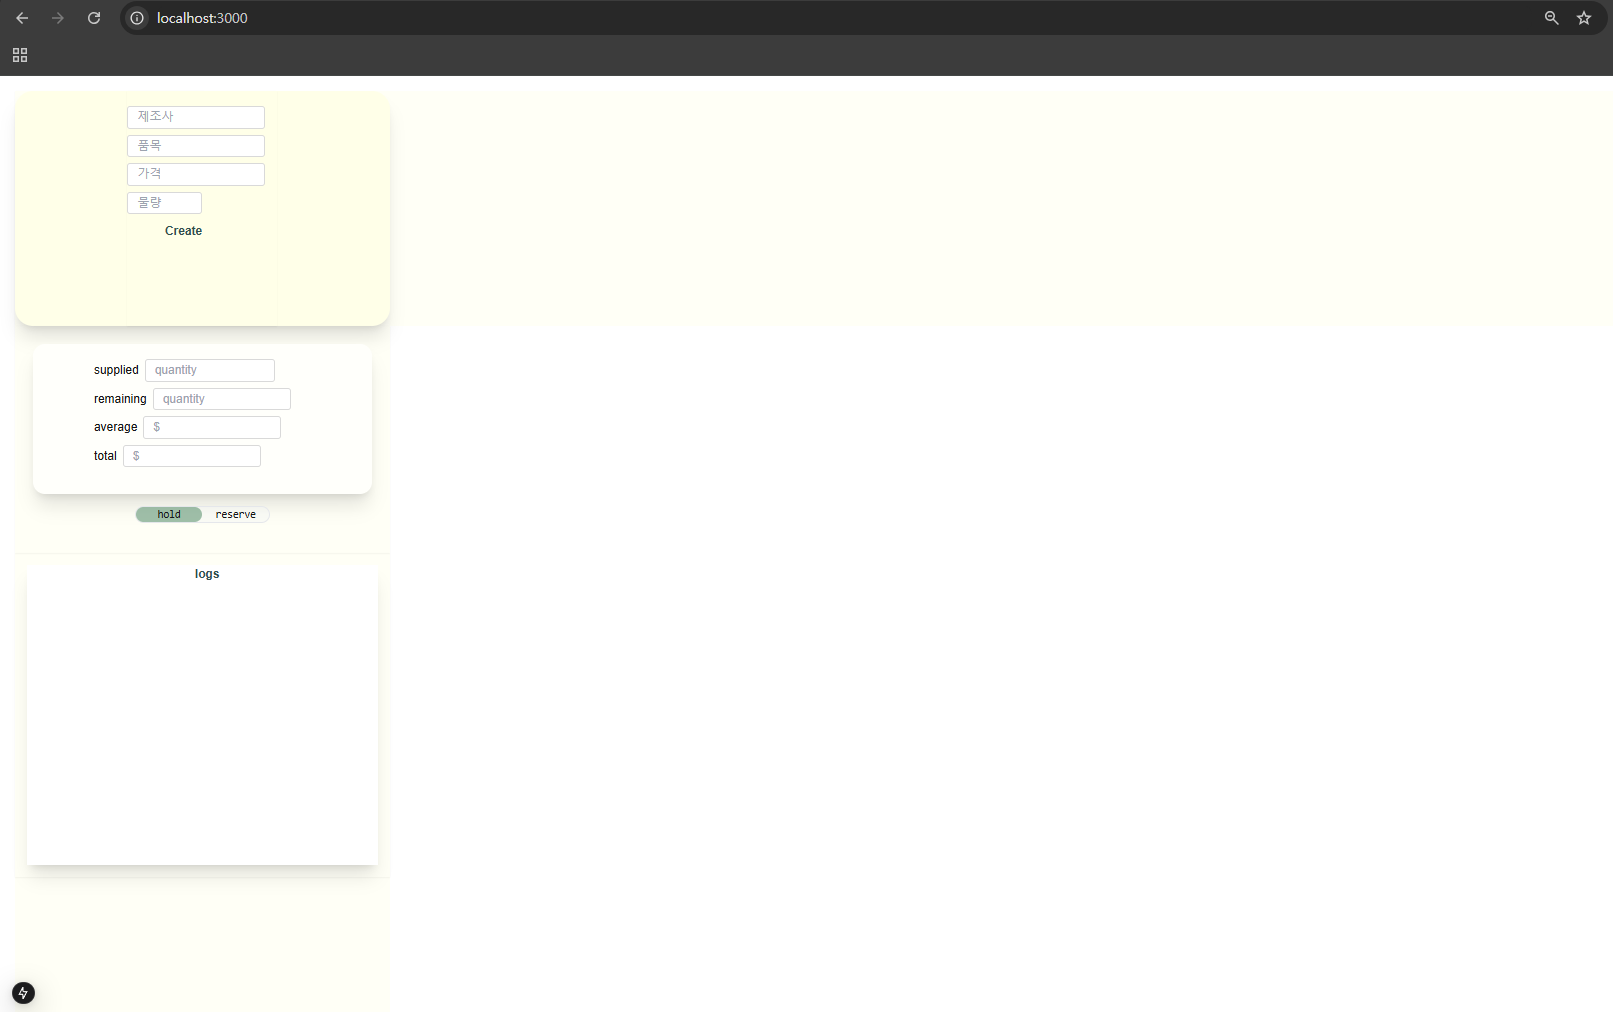 localhost:3000
제조사
품목
가격
물량
Create
supplied quantity
remaining quantity
average $
total $
hold reserve
logs